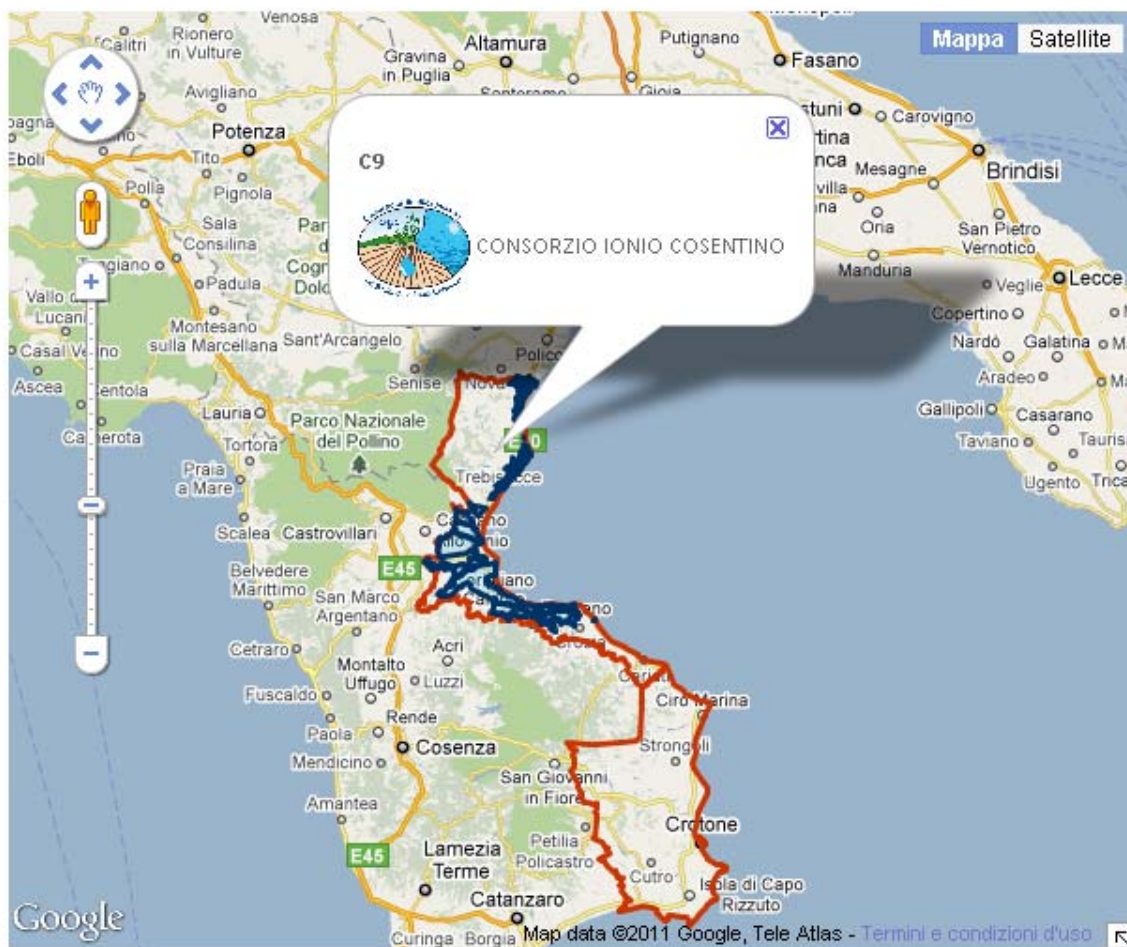 Venosa
Calitri
Rionero
in Vulture
Altamura
Putignano
Gravina
in Puglia
Fasano
Mappa
Satellite
Avigliano
Gioia
Carovigno
Potenza
Eboli
Tito
Pignola
Polla
Mesagne
Brindisi
C9
CONSORZIO IONIO COSENTINO
Oria
San Pietro
Vernotico
Sala
Consilina
Padula
Manduria
Lecce
Veglie
Copertino
Montesano
sulla Marcellana
Sant'Arcangelo
Nardò
Galatina
Senise
Aradeo
Ascea
Lauria
Parco Nazionale
del Pollino
Gallipoli
Casarano
Taviano
Tortora
Praia
a Mare
Ugento
Scalea
Castrovillari
E45
Belvedere
Marittimo
San Marco
Argentano
Cetraro
Acri
Montalto
Uffugo
Luzzi
Fuscaldo
Cirò Marina
Paola
Rende
Cosenza
Strongoli
Mendicino
San Giovanni
in Fiore
Amantea
Crotone
Petilia
Policastro
E45
Lamezia
Terme
Cutro
Isola di Capo
Rizzuto
Catanzaro
Google
Curinga
Borgia
Map data ©2011 Google, Tele Atlas - Termini e condizioni d'uso